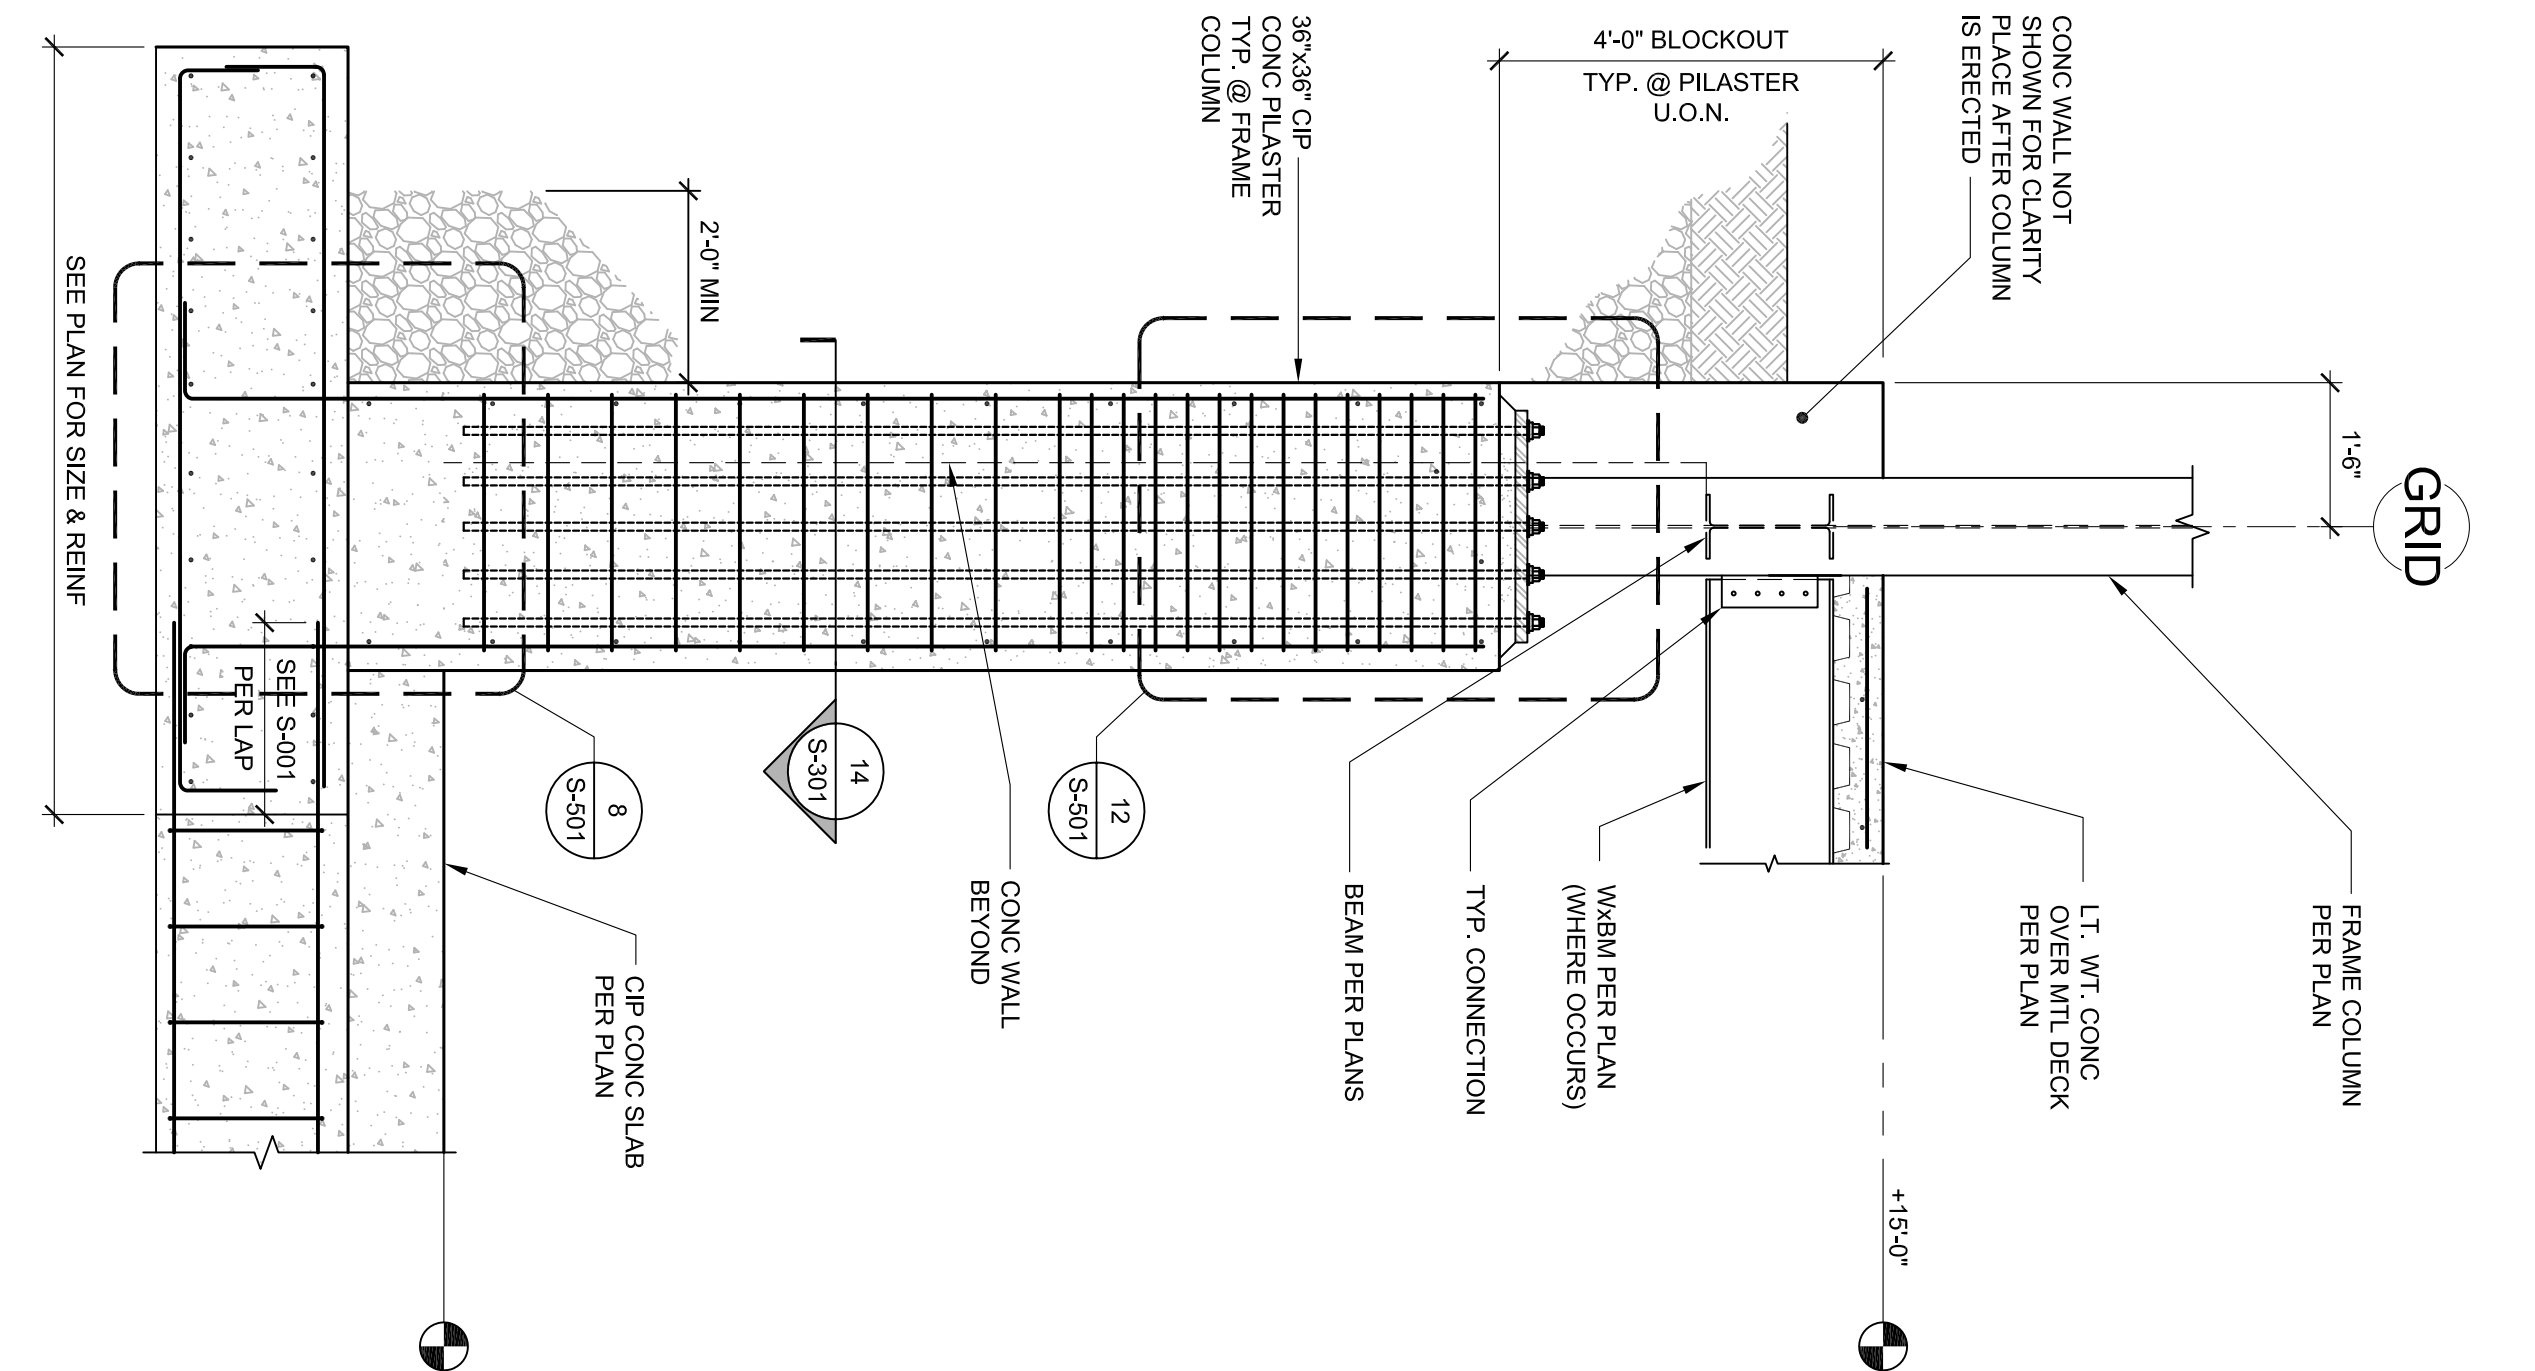 GRID
1'-6"
4'-0" BLOCKOUT
TYP. @ PILASTER
U.O.N.
CONC WALL NOT
SHOWN FOR CLARITY
PLACE AFTER COLUMN
IS ERECTED
36"x36" CIP
CONC PILASTER
TYP. @ FRAME
COLUMN
2'-0" MIN
SEE PLAN FOR SIZE & REINF
SEE S-001
PER LAP
FRAME COLUMN
PER PLAN
LT. WT. CONC
OVER MTL DECK
PER PLAN
+15'-0"
WxBM PER PLAN
(WHERE OCCURS)
TYP. CONNECTION
BEAM PER PLANS
12
S-501
CONC WALL
BEYOND
14
S-301
8
S-501
CIP CONC SLAB
PER PLAN